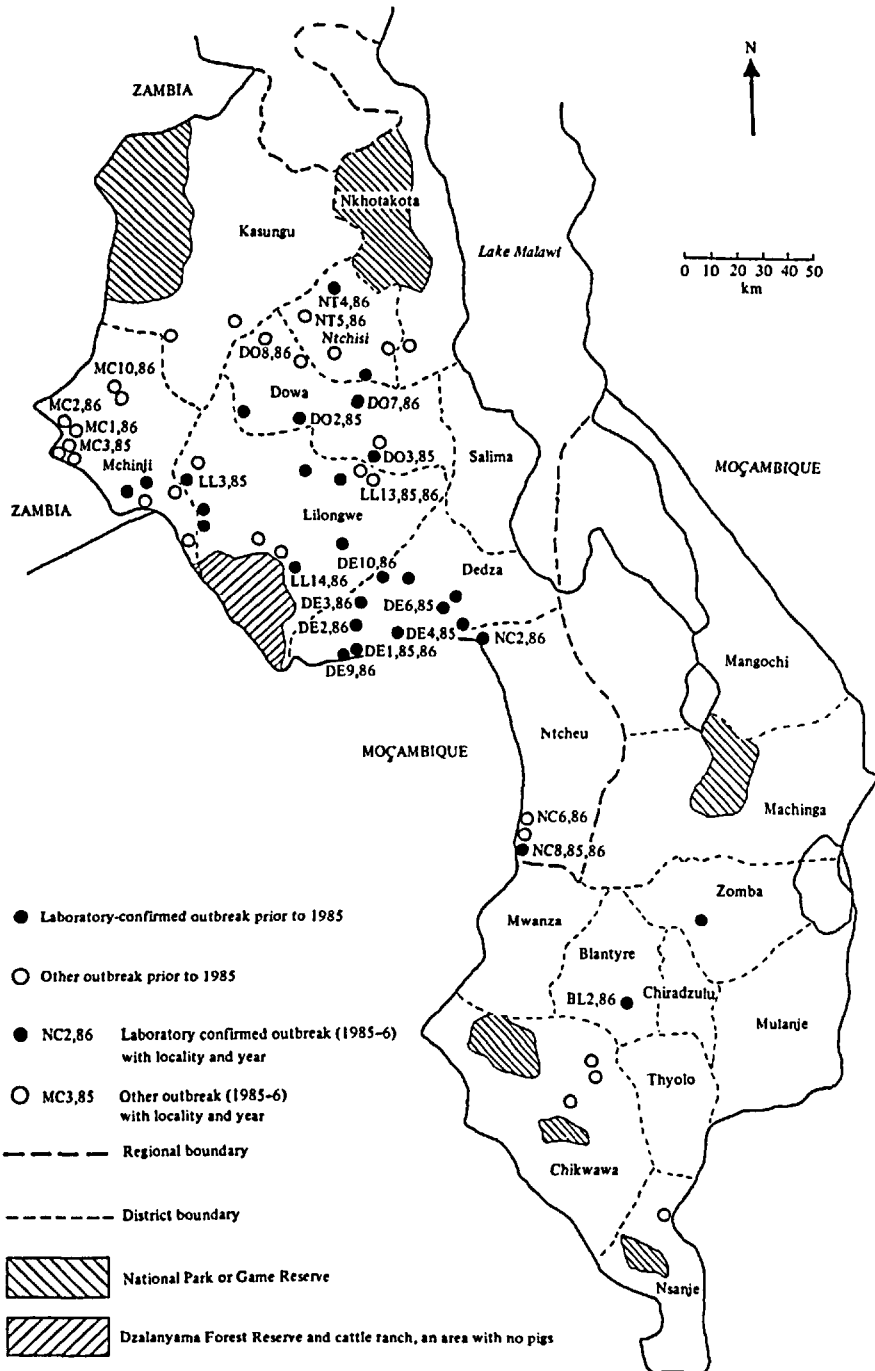 N
ZAMBIA
Nkhotakota
Kasungu
Lake Malawi
0 10 20 30 40 50
km
NT4,86
NT5,86
Ntchisi
DO8,86
MC10,86
Dowa
DO7,86
MC2,86
MC1,86
DO2,85
MC3,85
DO3,85
Salima
MOÇAMBIQUE
Mchinji
LL3,85
LL13,85,86
ZAMBIA
Lilongwe
DE10,86
Dedza
LL14,86
DE3,86
DE6,85
DE2,86
DE4,85
NC2,86
DE1,85,86
DE9,86
Mangochi
MOÇAMBIQUE
Ntcheu
Machinga
NC6,86
NC8,85,86
Zomba
Mwanza
Blantyre
BL2,86
Chiradzulu
Mulanje
Thyolo
Chikwawa
Nsanje
Laboratory-confirmed outbreak prior to 1985
Other outbreak prior to 1985
NC2,86 Laboratory confirmed outbreak (1985-6)
with locality and year
MC3,85 Other outbreak (1985-6)
with locality and year
Regional boundary
District boundary
National Park or Game Reserve
Dzalanyama Forest Reserve and cattle ranch, an area with no pigs